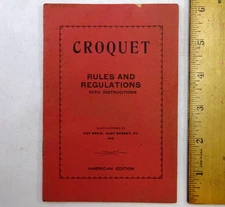 CROQUET
RULES AND
REGULATIONS
WITH INSTRUCTIONS
AMERICAN EDITION